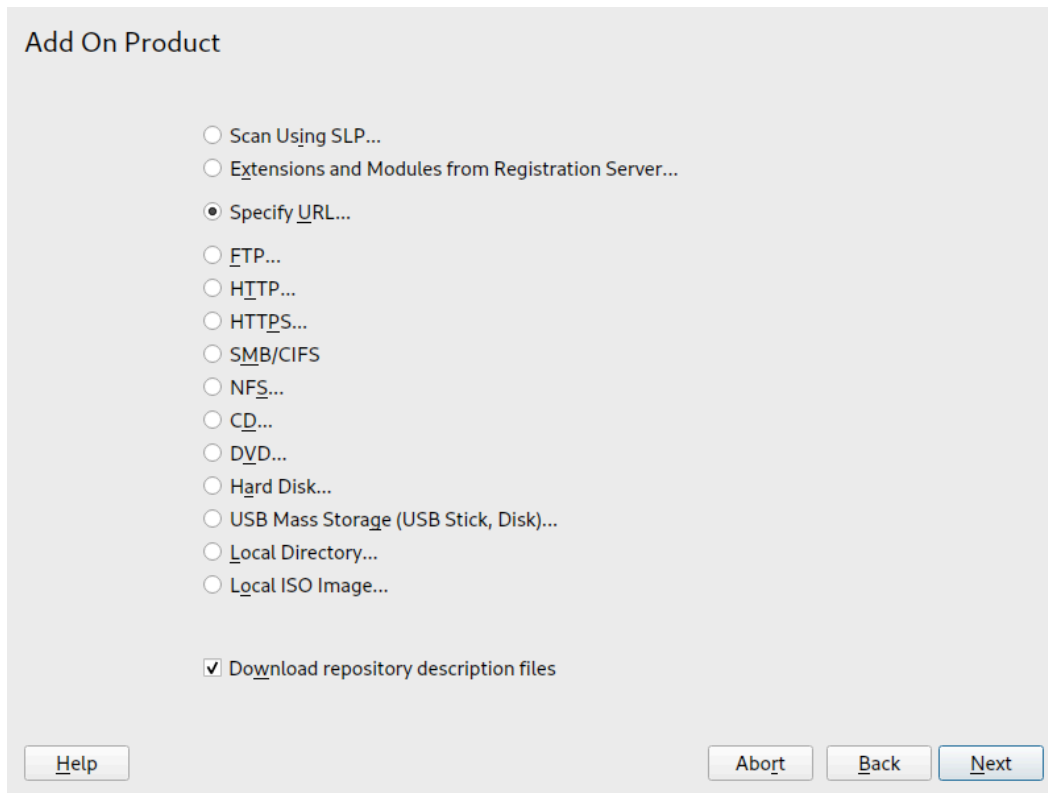 Add On Product
Scan Using SLP...
Extensions and Modules from Registration Server...
Specify URL...
FTP...
HTTP...
HTTPS...
SMB/CIFS
NFS...
CD...
DVD...
Hard Disk...
USB Mass Storage (USB Stick, Disk)...
Local Directory...
Local ISO Image...
Download repository description files
Help Abort Back Next